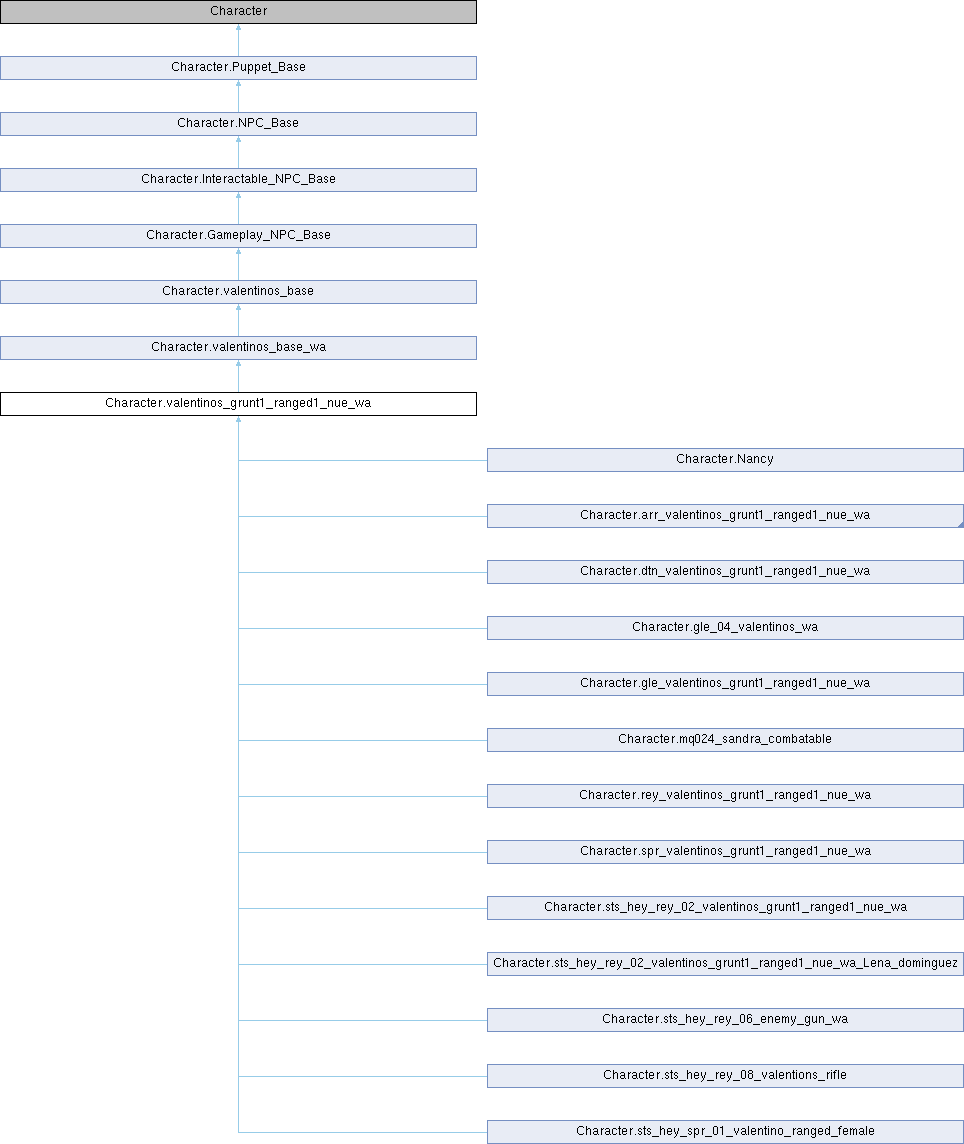 Character
Character.Puppet_Base
Character.NPC_Base
Character.Interactable_NPC_Base
Character.Gameplay_NPC_Base
Character.valentinos_base
Character.valentinos_base_wa
Character.valentinos_grunt1_ranged1_nue_wa
Character.Nancy
Character.arr_valentinos_grunt1_ranged1_nue_wa
Character.dtn_valentinos_grunt1_ranged1_nue_wa
Character.gle_04_valentinos_wa
Character.gle_valentinos_grunt1_ranged1_nue_wa
Character.mq024_sandra_combatable
Character.rey_valentinos_grunt1_ranged1_nue_wa
Character.spr_valentinos_grunt1_ranged1_nue_wa
Character.sts_hey_rey_02_valentinos_grunt1_ranged1_nue_wa
Character.sts_hey_rey_02_valentinos_grunt1_ranged1_nue_wa_Lena_dominguez
Character.sts_hey_rey_06_enemy_gun_wa
Character.sts_hey_rey_08_valentions_rifle
Character.sts_hey_spr_01_valentino_ranged_female